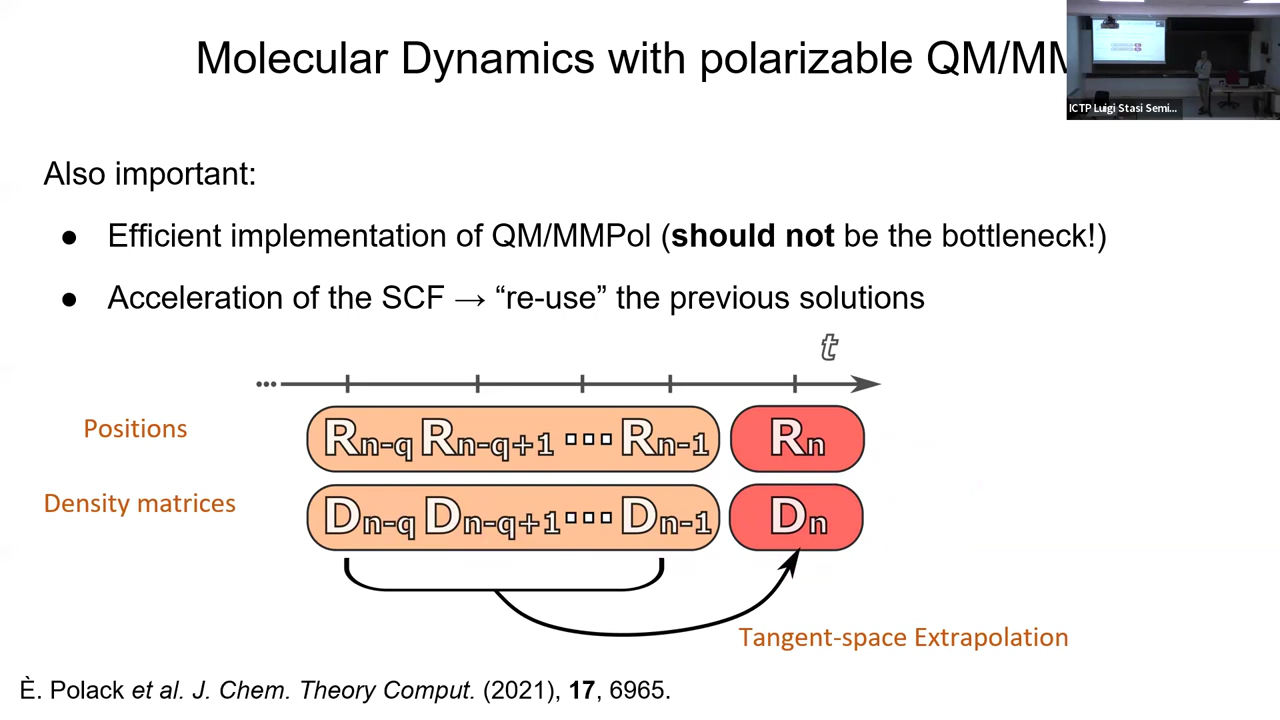 Molecular Dynamics with polarizable QM/MM
ICTP Luigi Stasi Semi...
Also important:
● Efficient implementation of QM/MMPol (should not be the bottleneck!)
● Acceleration of the SCF → “re-use” the previous solutions
t
...
Positions
Rn-q Rn-q+1 ... Rn-1 Rn
Density matrices
Dn-q Dn-q+1 ... Dn-1 Dn
Tangent-space Extrapolation
È. Polack et al. J. Chem. Theory Comput. (2021), 17, 6965.